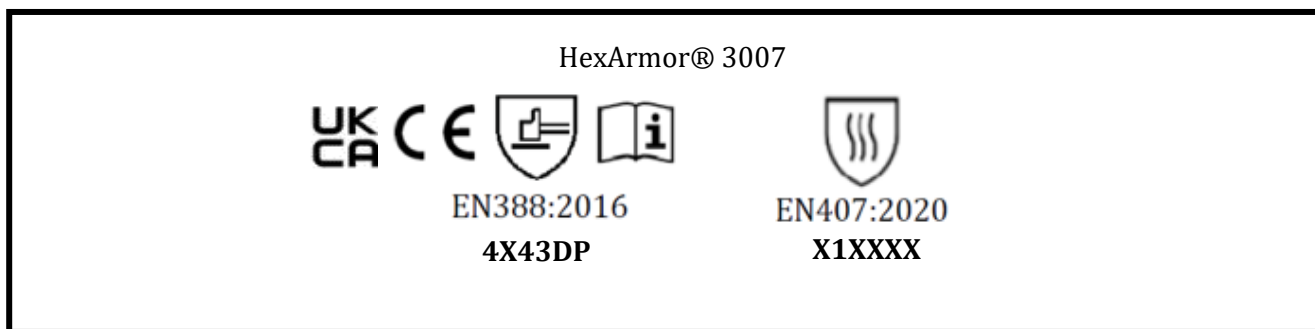 HexArmor® 3007
UK
CA CE i
EN388:2016
4X43DP
EN407:2020
X1XXXX